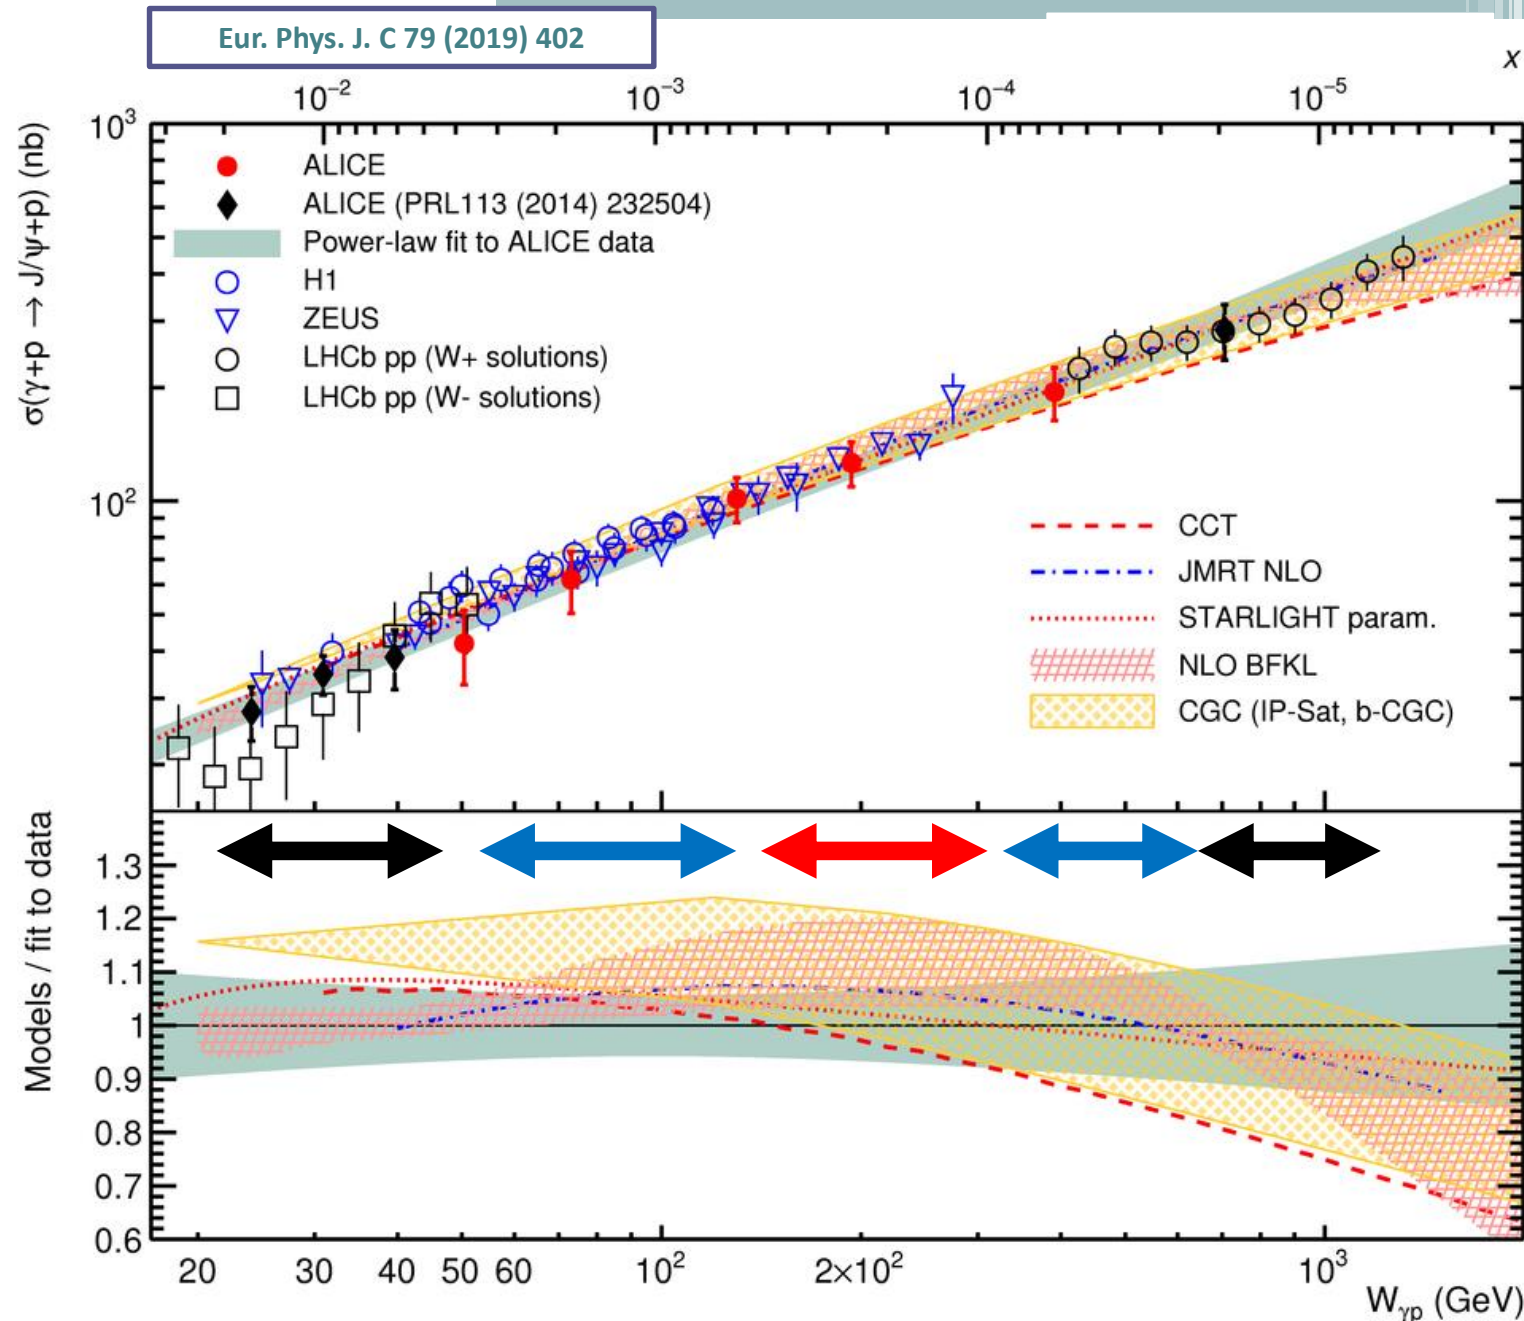 Eur. Phys. J. C 79 (2019) 402
x
10⁻² 10⁻³ 10⁻⁴ 10⁻⁵
σ(γ+p → J/ψ+p) (nb)
10³
10²
ALICE
ALICE (PRL113 (2014) 232504)
Power-law fit to ALICE data
H1
ZEUS
LHCb pp (W+ solutions)
LHCb pp (W- solutions)
CCT
JMRT NLO
STARLIGHT param.
NLO BFKL
CGC (IP-Sat, b-CGC)
Models / fit to data
1.3
1.2
1.1
1
0.9
0.8
0.7
0.6
20 30 40 50 60 10² 2×10² 10³
Wγp (GeV)